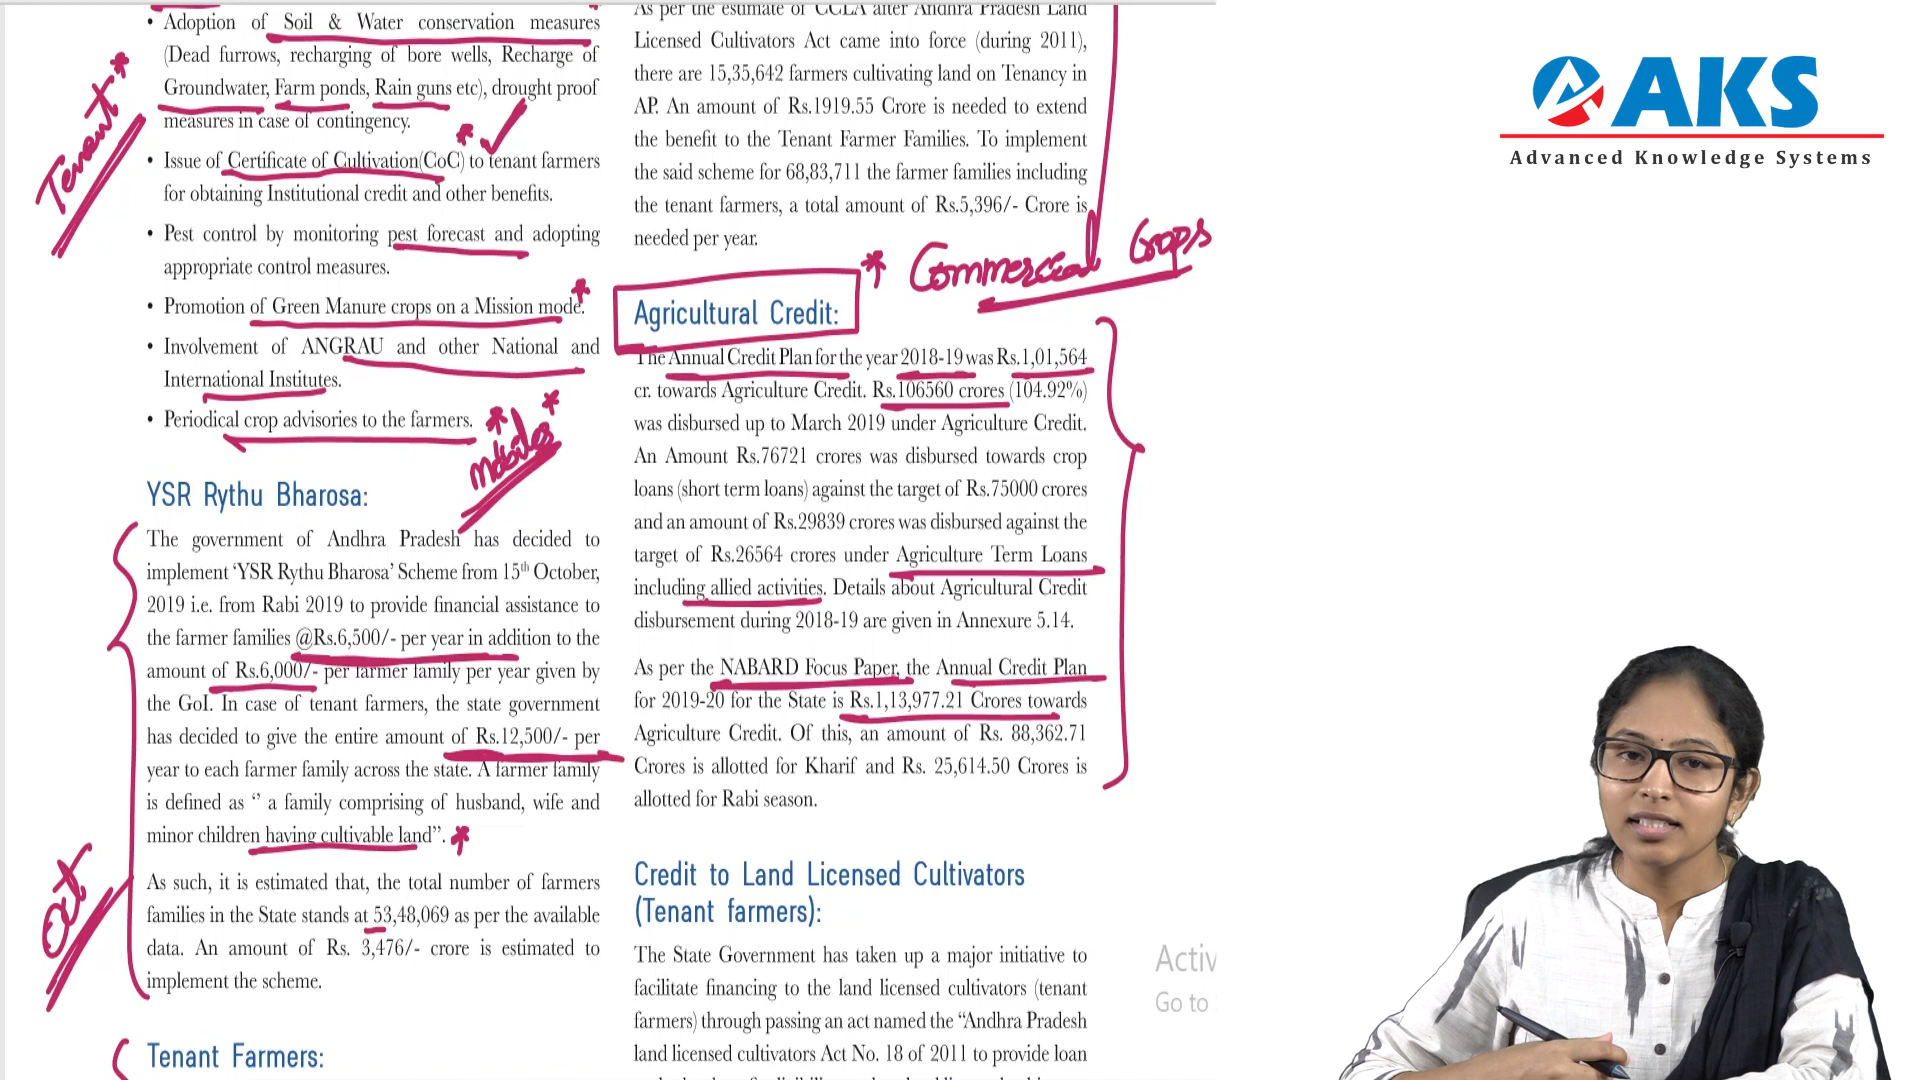 • Adoption of Soil & Water conservation measures
(Dead furrows, recharging of bore wells, Recharge of
Groundwater, Farm ponds, Rain guns etc), drought proof
measures in case of contingency.
• Issue of Certificate of Cultivation(CoC) to tenant farmers
for obtaining Institutional credit and other benefits.
• Pest control by monitoring pest forecast and adopting
appropriate control measures.
• Promotion of Green Manure crops on a Mission mode.
• Involvement of ANGRAU and other National and
International Institutes.
• Periodical crop advisories to the farmers.
Tenent
Mobiles
YSR Rythu Bharosa:
The government of Andhra Pradesh has decided to
implement ‘YSR Rythu Bharosa’ Scheme from 15th October,
2019 i.e. from Rabi 2019 to provide financial assistance to
the farmer families @Rs.6,500/- per year in addition to the
amount of Rs.6,000/- per farmer family per year given by
the GoI. In case of tenant farmers, the state government
has decided to give the entire amount of Rs.12,500/- per
year to each farmer family across the state. A farmer family
is defined as “ a family comprising of husband, wife and
minor children having cultivable land”.
Oct
As such, it is estimated that, the total number of farmers
families in the State stands at 53,48,069 as per the available
data. An amount of Rs. 3,476/- crore is estimated to
implement the scheme.
Tenant Farmers:
As per the estimate of CCLA after Andhra Pradesh Land
Licensed Cultivators Act came into force (during 2011),
there are 15,35,642 farmers cultivating land on Tenancy in
AP. An amount of Rs.1919.55 Crore is needed to extend
the benefit to the Tenant Farmer Families. To implement
the said scheme for 68,83,711 the farmer families including
the tenant farmers, a total amount of Rs.5,396/- Crore is
needed per year.
Commercial Crops
Agricultural Credit:
The Annual Credit Plan for the year 2018-19 was Rs.1,01,564
cr. towards Agriculture Credit. Rs.106560 crores (104.92%)
was disbursed up to March 2019 under Agriculture Credit.
An Amount Rs.76721 crores was disbursed towards crop
loans (short term loans) against the target of Rs.75000 crores
and an amount of Rs.29839 crores was disbursed against the
target of Rs.26564 crores under Agriculture Term Loans
including allied activities. Details about Agricultural Credit
disbursement during 2018-19 are given in Annexure 5.14.
As per the NABARD Focus Paper, the Annual Credit Plan
for 2019-20 for the State is Rs.1,13,977.21 Crores towards
Agriculture Credit. Of this, an amount of Rs. 88,362.71
Crores is allotted for Kharif and Rs. 25,614.50 Crores is
allotted for Rabi season.
Credit to Land Licensed Cultivators
(Tenant farmers):
The State Government has taken up a major initiative to
facilitate financing to the land licensed cultivators (tenant
farmers) through passing an act named the “Andhra Pradesh
land licensed cultivators Act No. 18 of 2011 to provide loan
AKS
Advanced Knowledge Systems
Activ
Go to